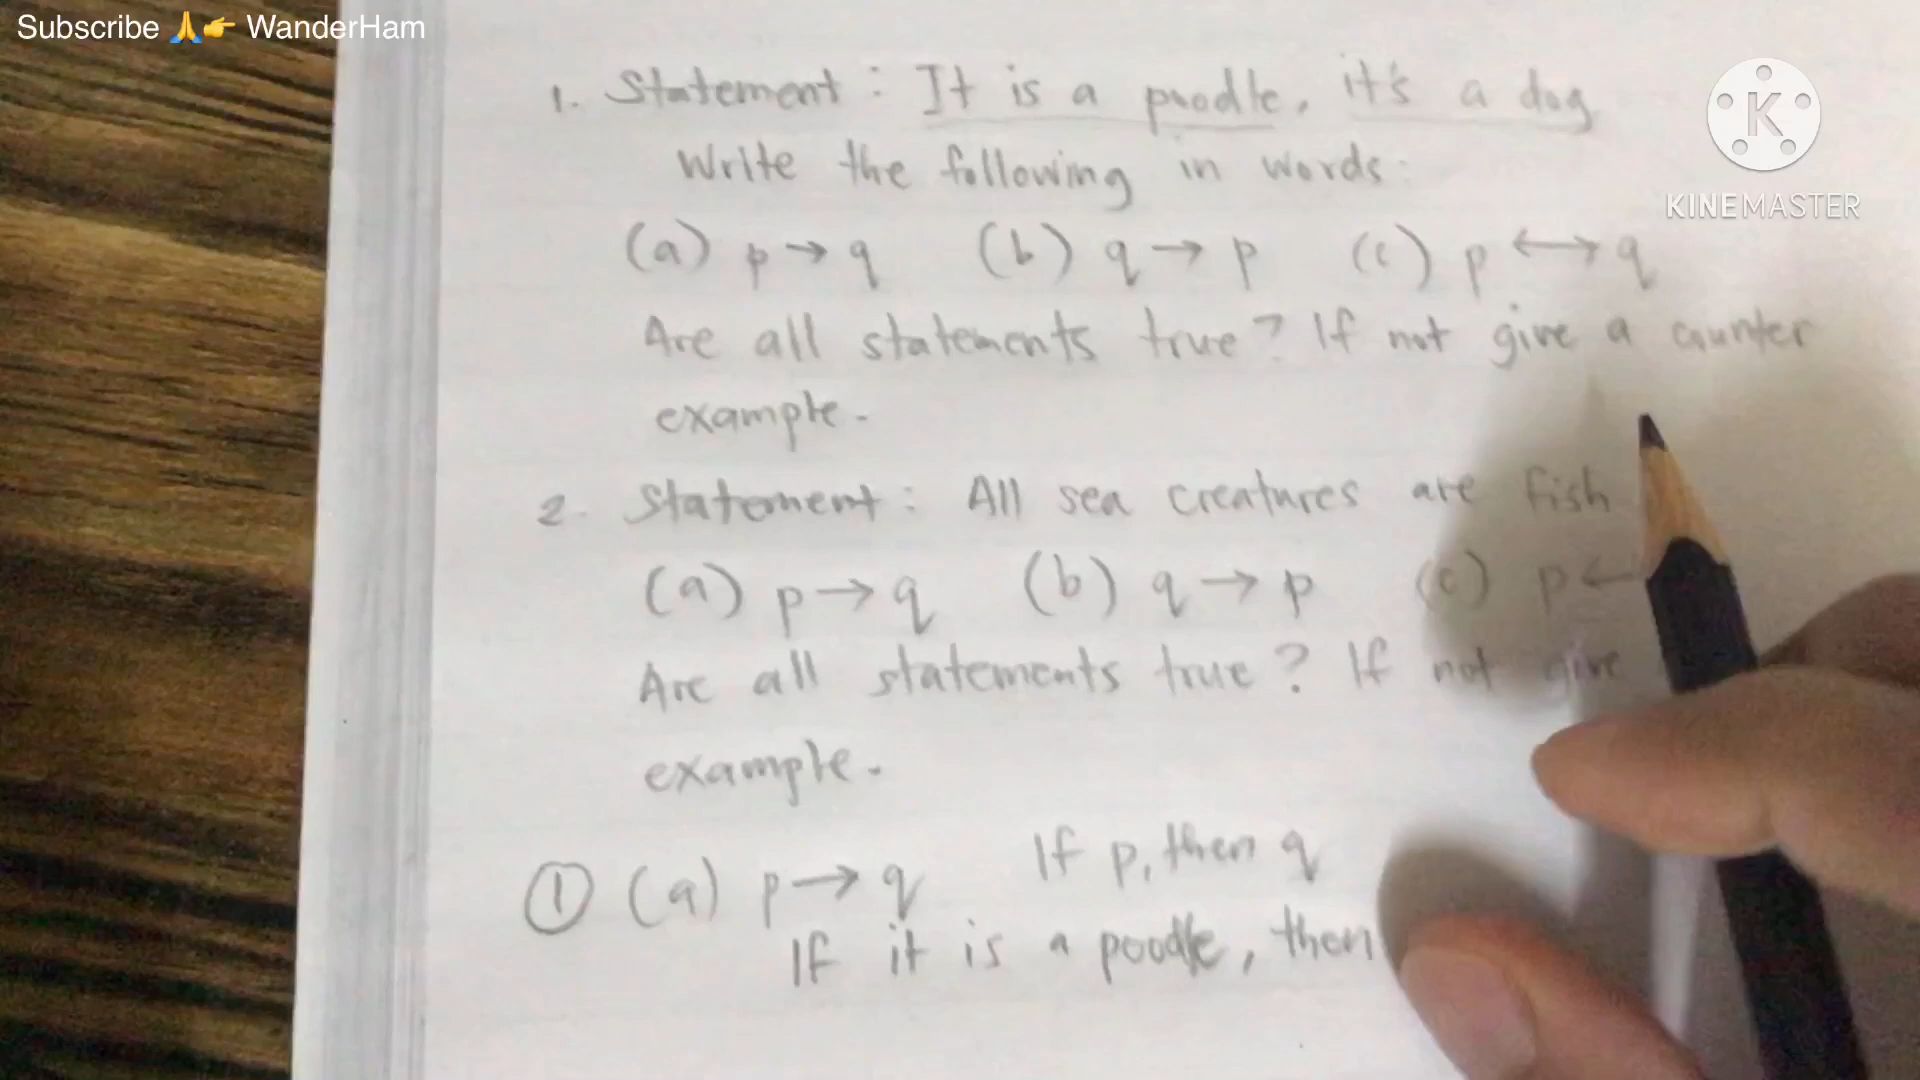 Subscribe 🙏👉 WanderHam
KINEMASTER
1. Statement : It is a poodle, it's a dog
Write the following in words:
(a) p → q (b) q → p (c) p ↔ q
Are all statements true? If not give a counter
example.
2. Statement : All sea creatures are fish
(a) p → q (b) q → p (c) p ←
Are all statements true? If not give
example.
① (a) p → q If p, then q
If it is a poodle, then